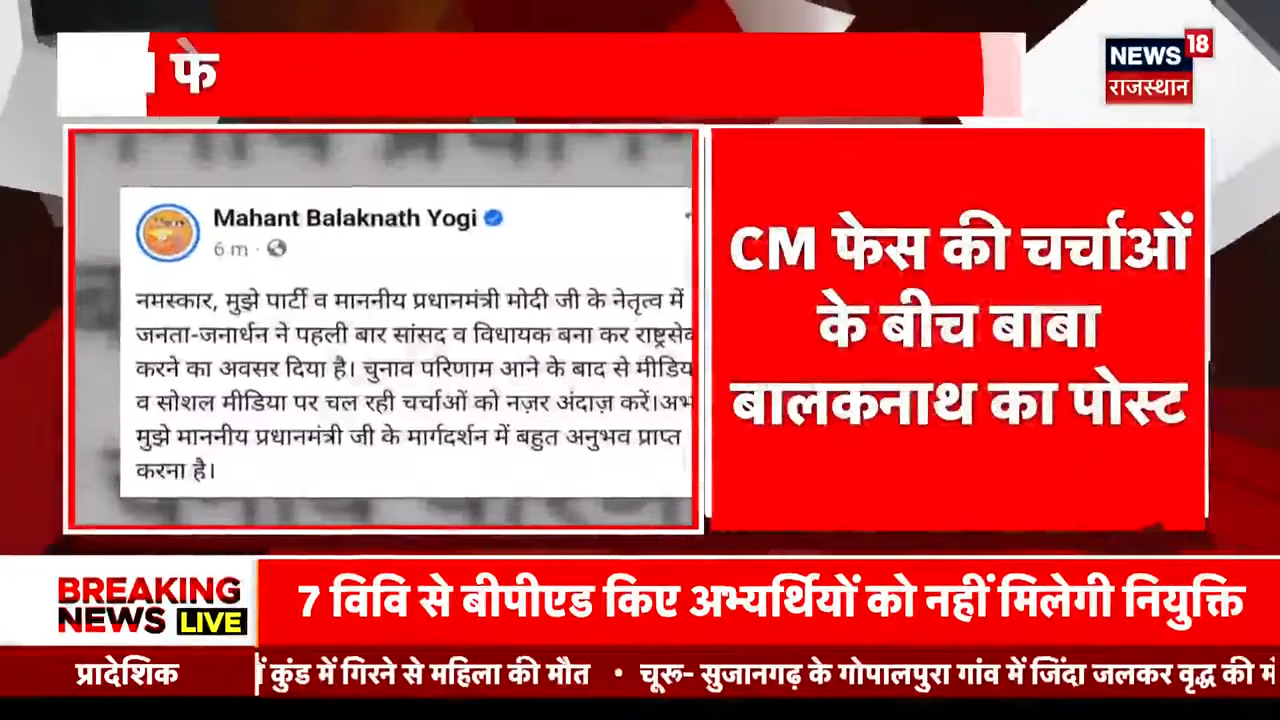 फे
NEWS 18
राजस्थान
Mahant Balaknath Yogi
6 m
नमस्कार, मुझे पार्टी व माननीय प्रधानमंत्री मोदी जी के नेतृत्व में
जनता-जनार्धन ने पहली बार सांसद व विधायक बना कर
करने का अवसर दिया है। चुनाव परिणाम आने के बाद से
व सोशल मीडिया पर चल रही चर्चाओं को नज़र अंदाज़ करें।
मुझे माननीय प्रधानमंत्री जी के मार्गदर्शन में बहुत अनुभव प्राप्त
करना है।
CM फेस की चर्चाओं
के बीच बाबा
बालकनाथ का पोस्ट
BREAKING
NEWS LIVE
7 विवि से बीपीएड किए अभ्यर्थियों को नहीं मिलेगी नियुक्ति
प्रादेशिक
कुंड में गिरने से महिला की मौत • चूरू- सुजानगढ़ के गोपालपुरा गांव में जिंदा जलकर वृद्ध की